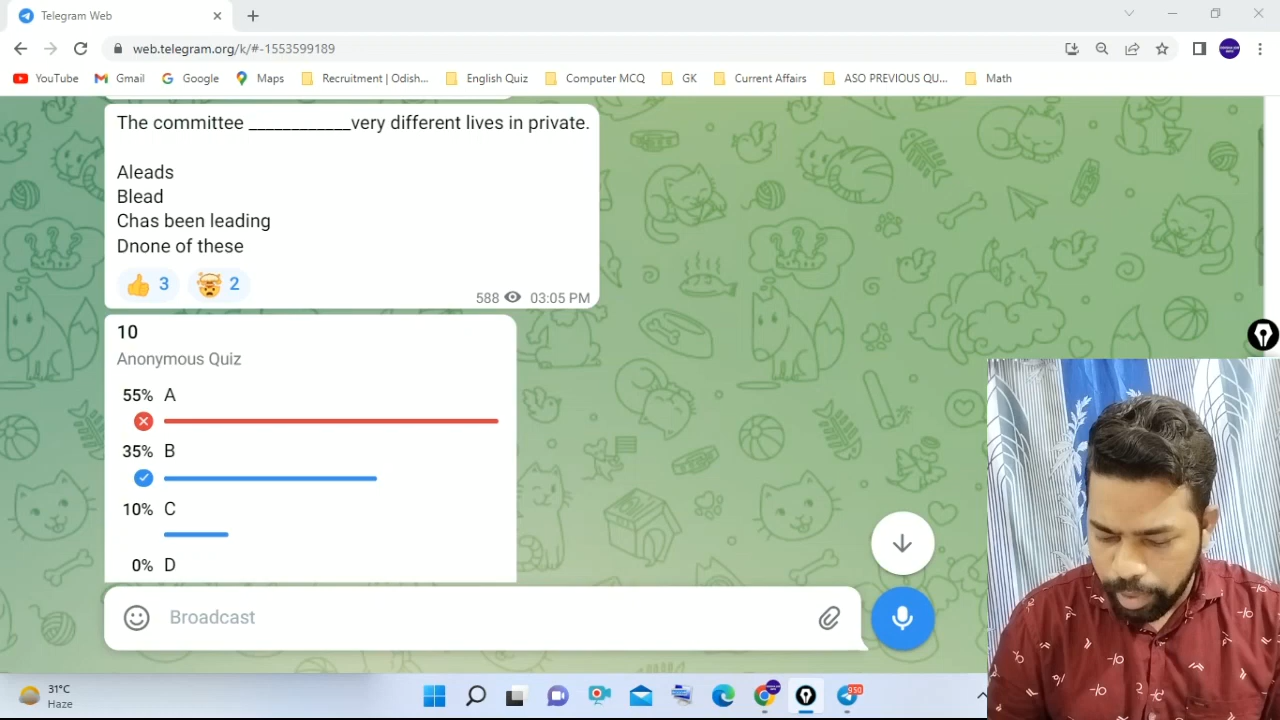 Telegram Web
web.telegram.org/k/#-1553599189
YouTube Gmail Google Maps Recruitment | Odish... English Quiz Computer MCQ GK Current Affairs ASO PREVIOUS QU... Math
The committee ____________very different lives in private.
Aleads
Blead
Chas been leading
Dnone of these
3 2
588 03:05 PM
10
Anonymous Quiz
55% A
35% B
10% C
0% D
Broadcast
31°C
Haze
950